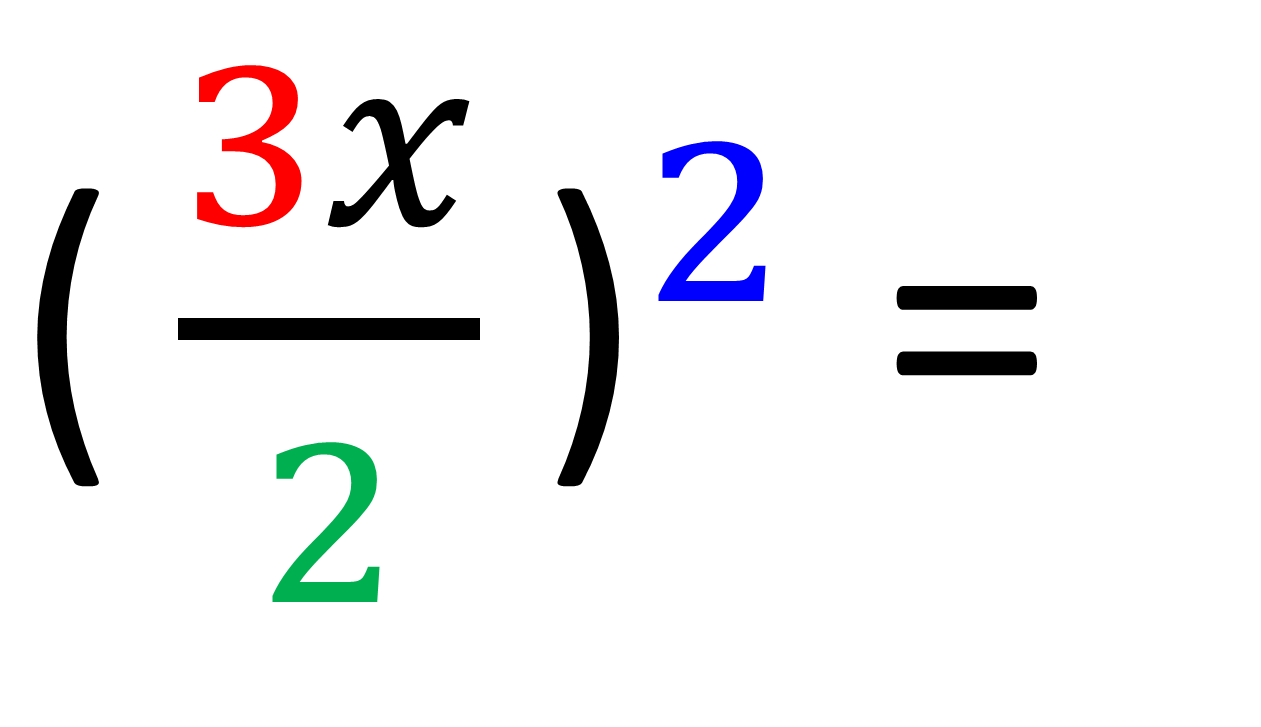 (3x/2)² =